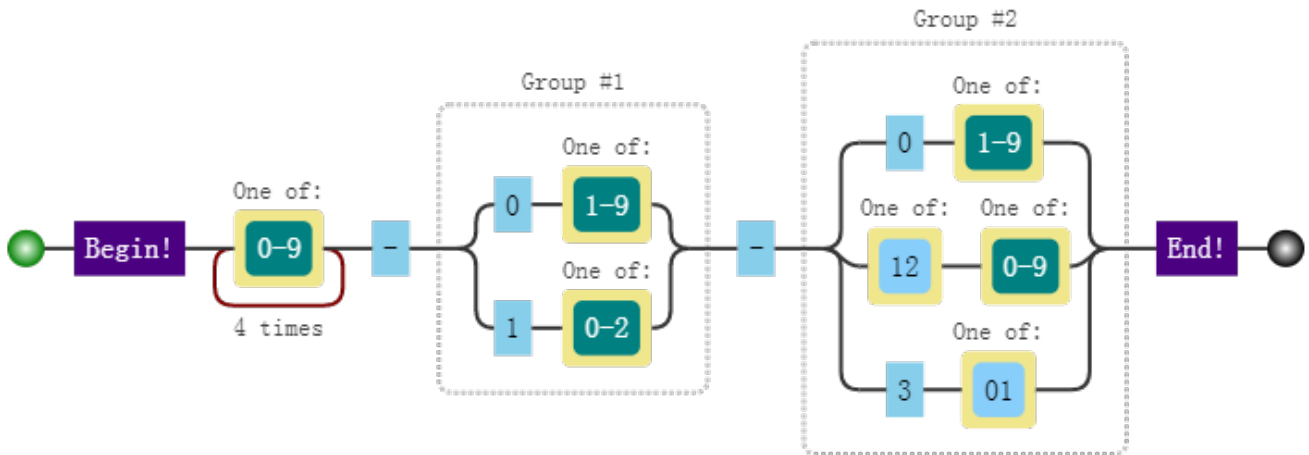 Group #2
Group #1
One of:
0 1-9
One of:
0 1-9
One of:
One of: One of:
Begin! 0-9 - - 12 0-9 End!
4 times
One of:
1 0-2
One of:
3 01